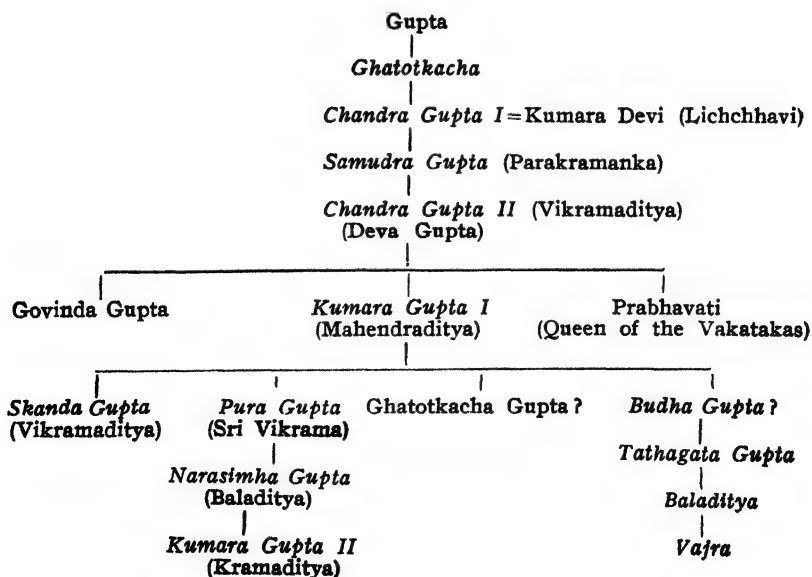 Gupta
Ghatotkacha
Chandra Gupta I=Kumara Devi (Lichchhavi)
Samudra Gupta (Parakramanka)
Chandra Gupta II (Vikramaditya)
(Deva Gupta)
Govinda Gupta Kumara Gupta I Prabhavati
(Mahendraditya) (Queen of the Vakatakas)
Skanda Gupta Pura Gupta Ghatotkacha Gupta? Budha Gupta?
(Vikramaditya) (Sri Vikrama)
Tathagata Gupta
Narasimha Gupta
(Baladitya) Baladitya
Kumara Gupta II Vajra
(Kramaditya)